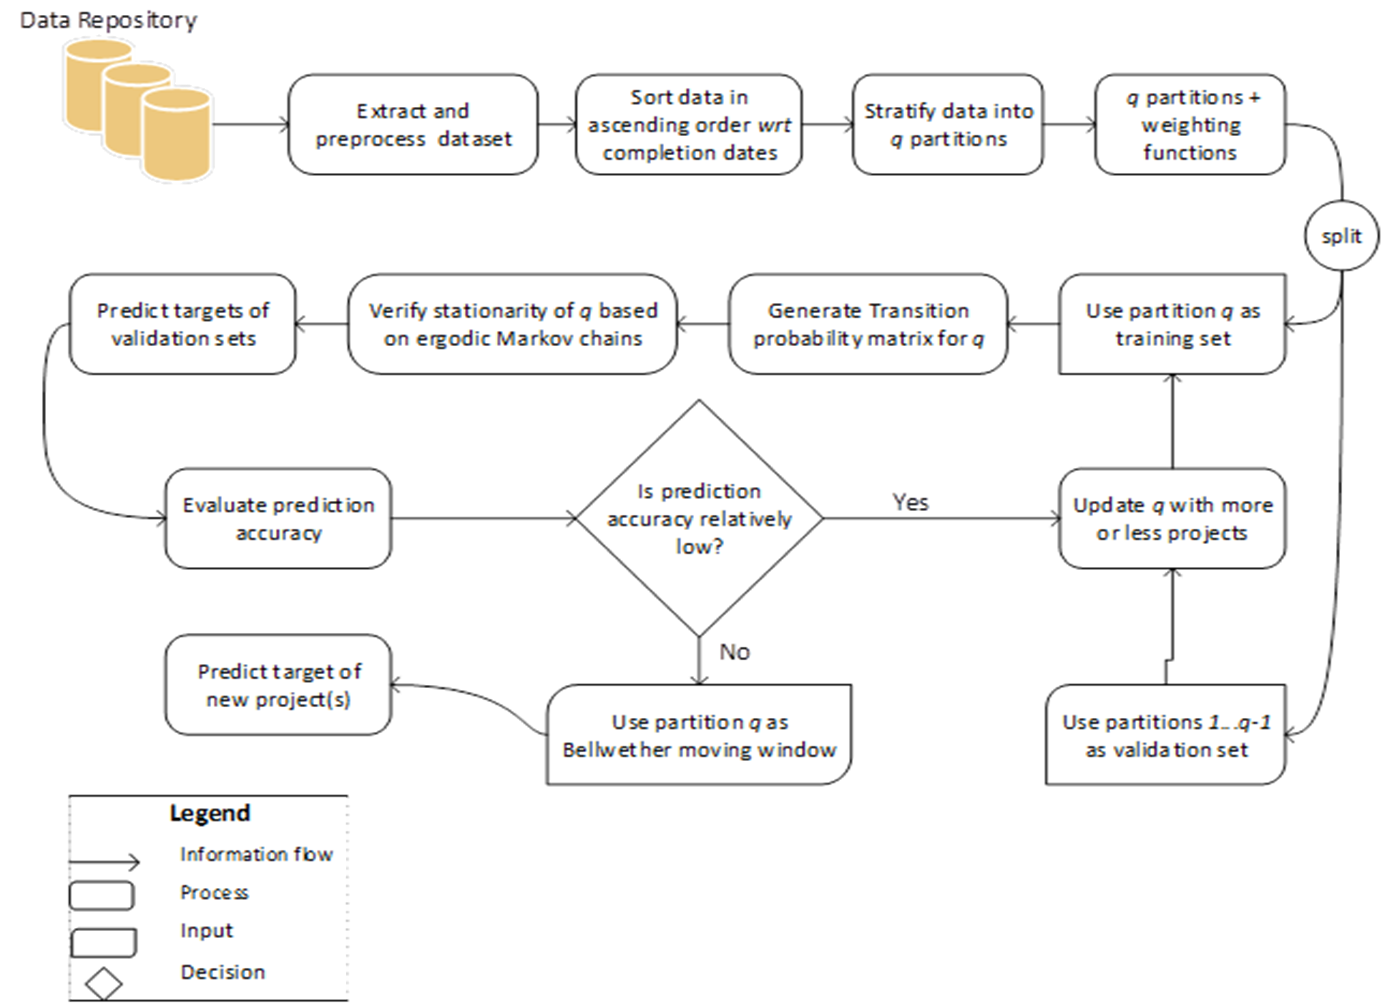 Data Repository
Extract and
preprocess dataset
Sort data in
ascending order wrt
completion dates
Stratify data into
q partitions
q partitions +
weighting
functions
split
Predict targets of
validation sets
Verify stationarity of q based
on ergodic Markov chains
Generate Transition
probability matrix for q
Use partition q as
training set
Evaluate prediction
accuracy
Is prediction
accuracy relatively
low?
Yes
Update q with more
or less projects
No
Predict target of
new project(s)
Use partition q as
Bellwether moving window
Use partitions 1...q-1
as validation set
Legend
Information flow
Process
Input
Decision